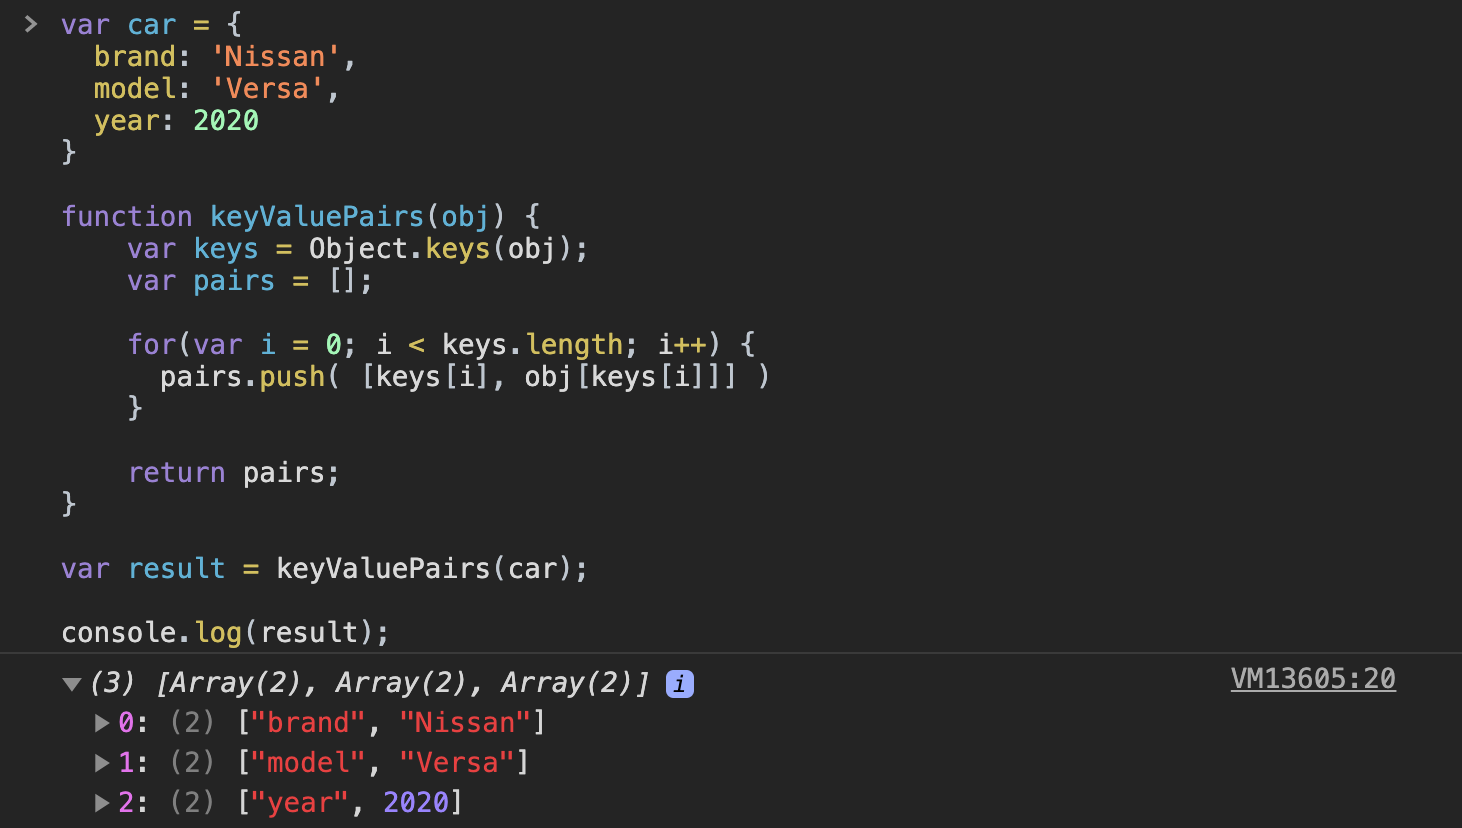 > var car = {
  brand: 'Nissan',
  model: 'Versa',
  year: 2020
}
function keyValuePairs(obj) {
    var keys = Object.keys(obj);
    var pairs = [];
    for(var i = 0; i < keys.length; i++) {
      pairs.push( [keys[i], obj[keys[i]]] )
    }
    return pairs;
}
var result = keyValuePairs(car);
console.log(result);
▼(3) [Array(2), Array(2), Array(2)] i VM13605:20
▶0: (2) ["brand", "Nissan"]
▶1: (2) ["model", "Versa"]
▶2: (2) ["year", 2020]